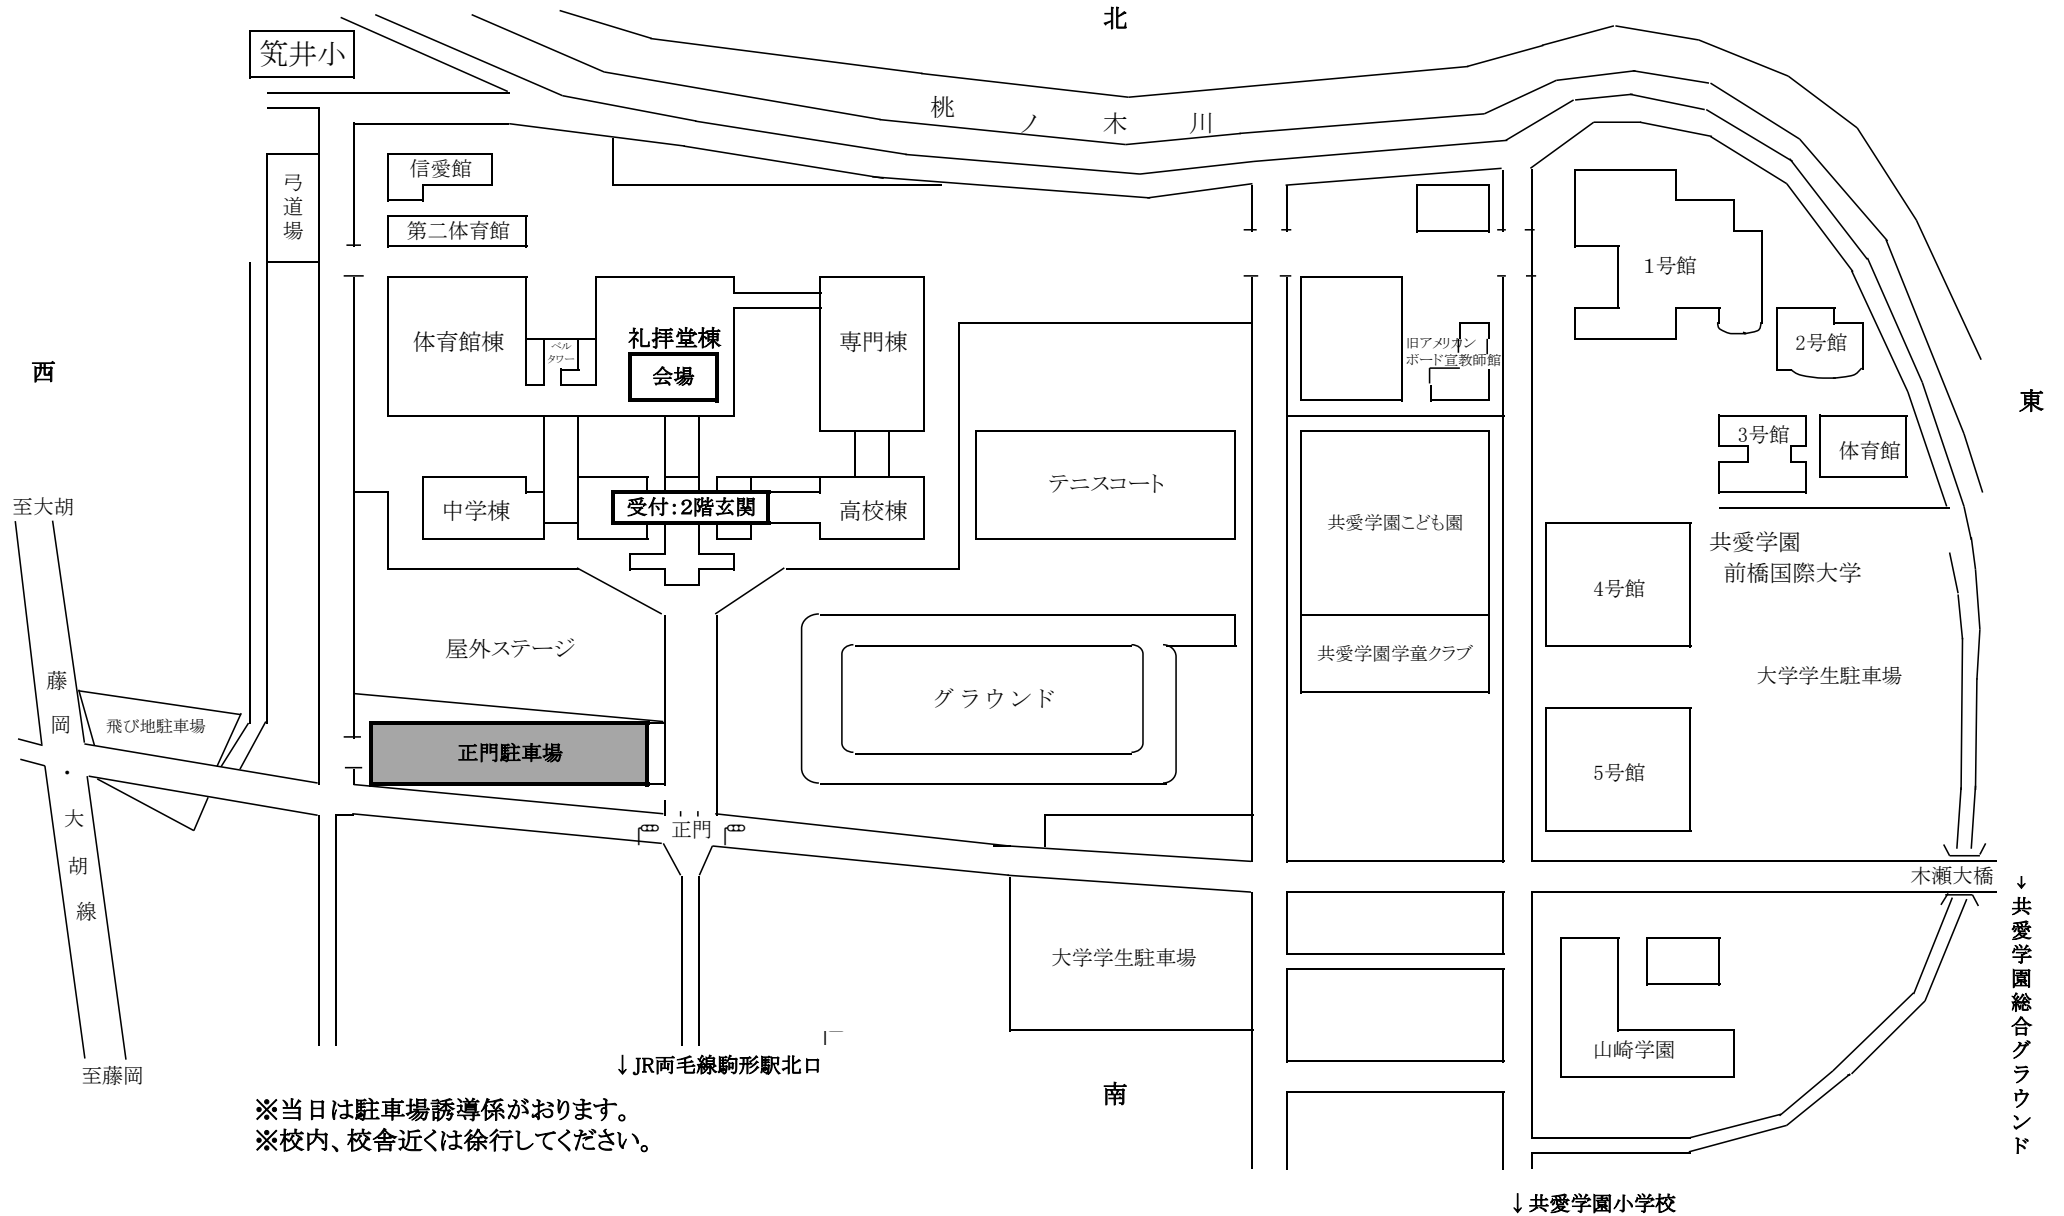 北
筑井小
桃ノ木川
信愛館
弓道場
第二体育館
1号館
体育館棟
ベル
タワー
礼拝堂棟
会場
専門棟
旧アメリカン
ボード宣教師館
2号館
西
東
3号館
体育館
テニスコート
至大胡
中学棟
受付:2階玄関
高校棟
共愛学園こども園
共愛学園
前橋国際大学
4号館
屋外ステージ
共愛学園学童クラブ
グラウンド
大学学生駐車場
藤岡・大胡線
飛び地駐車場
正門駐車場
5号館
正門
木瀬大橋
↓共愛学園総合グラウンド
大学学生駐車場
山崎学園
至藤岡
↓JR両毛線駒形駅北口
南
※当日は駐車場誘導係がおります。
※校内、校舎近くは徐行してください。
↓共愛学園小学校